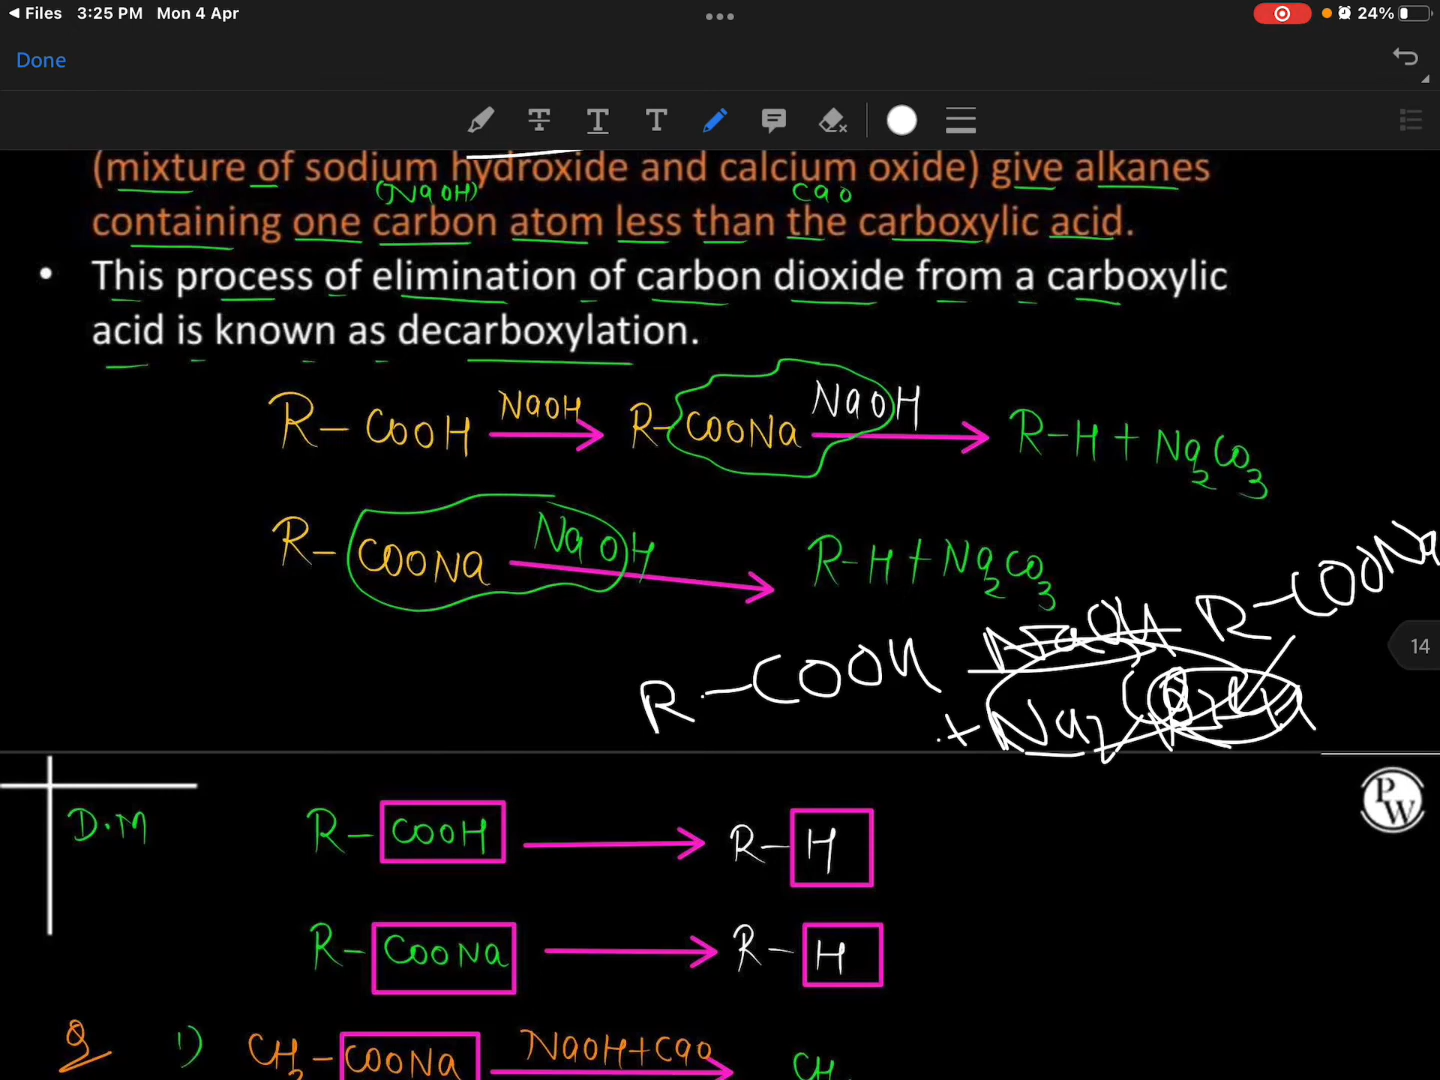 Files 3:25 PM Mon 4 Apr 24%
Done
(mixture of sodium hydroxide and calcium oxide) give alkanes
(NaOH) Cao
containing one carbon atom less than the carboxylic acid.
• This process of elimination of carbon dioxide from a carboxylic
acid is known as decarboxylation.
R-COOH NaOH R-COONa NaOH R-H + Na2CO3
R-COONa NaOH R-H + Na2CO3
R-COOH NaOH R-COONa
+ Na2
14
PW
D.M R-COOH R-H
R-COONa R-H
Q 1) CH3-COONa NaOH+Cao CH